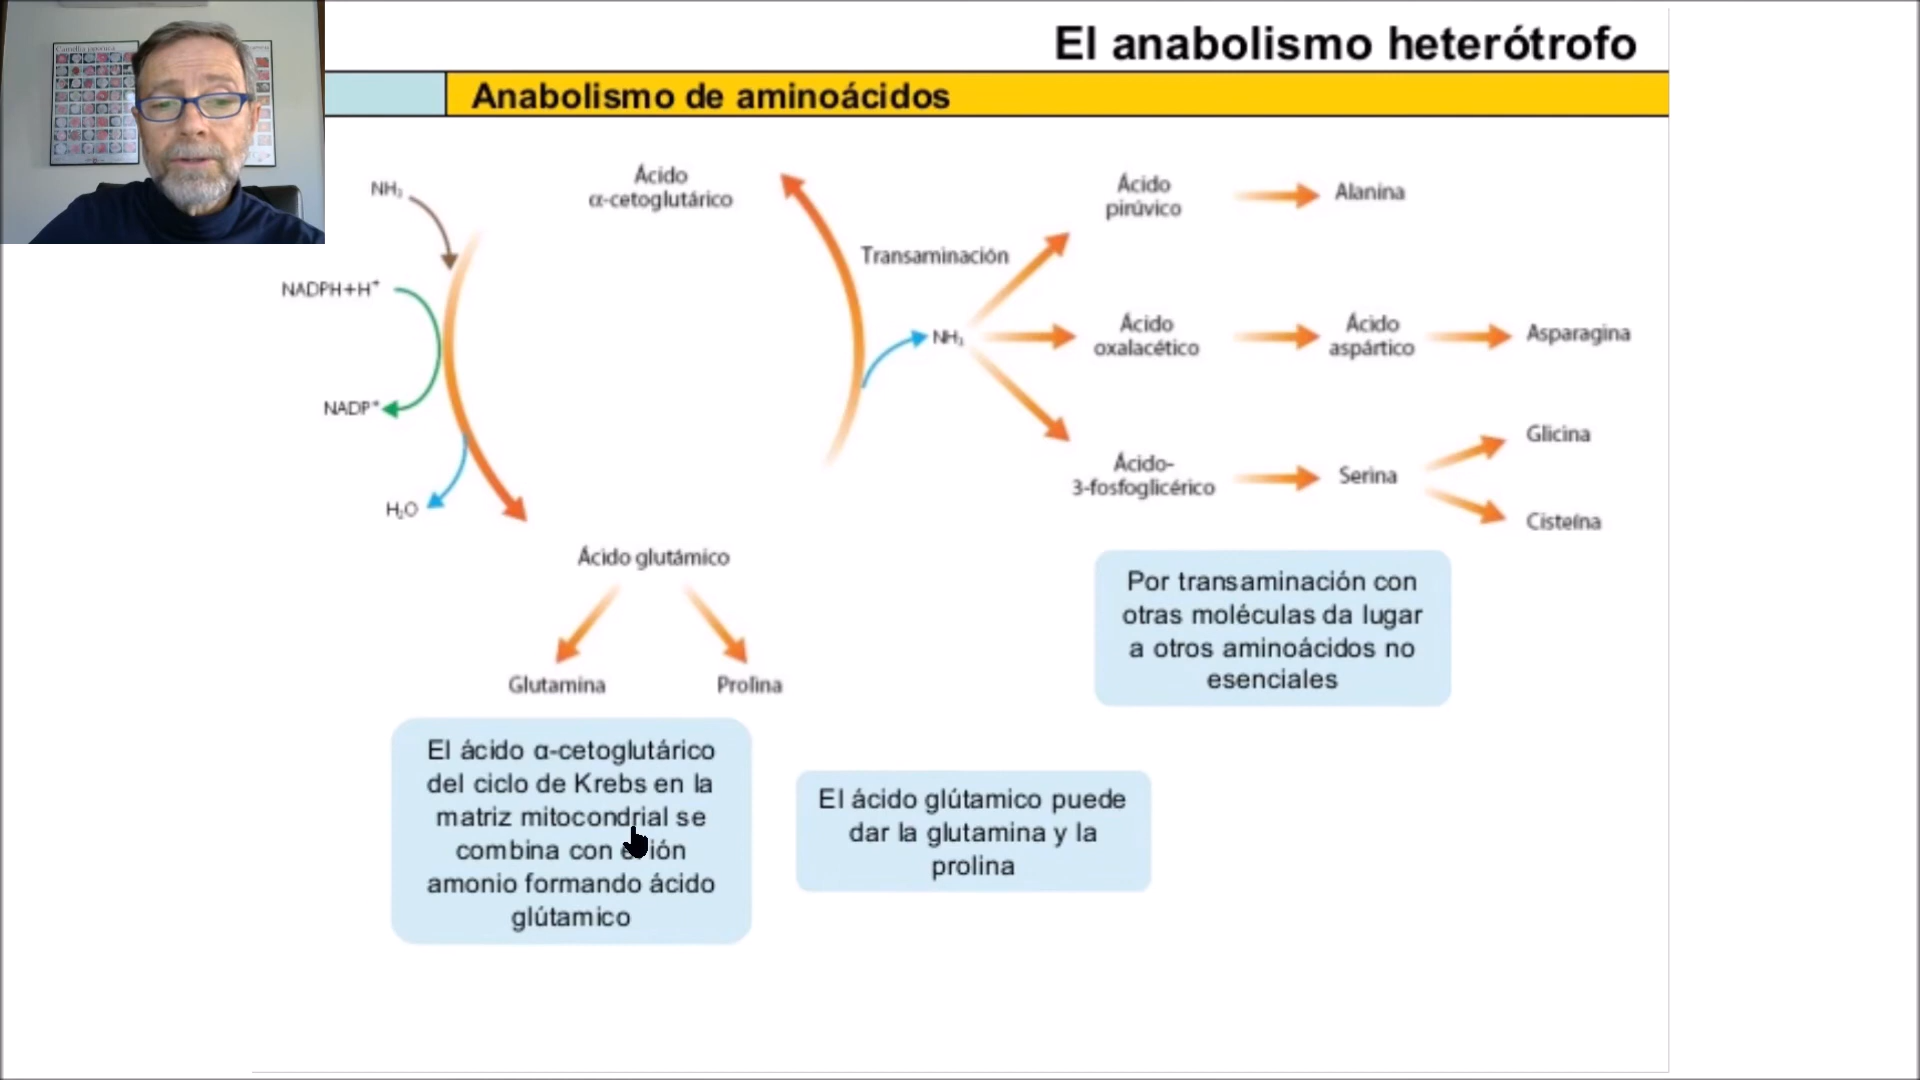 El anabolismo heterótrofo
Anabolismo de aminoácidos
NH₃
NADPH+H⁺
NADP⁺
H₂O
Ácido
α-cetoglutárico
Transaminación
NH₃
Ácido
pirúvico
Alanina
Ácido
oxalacético
Ácido
aspártico
Asparagina
Ácido-
3-fosfoglicérico
Serina
Glicina
Cisteína
Ácido glutámico
Glutamina
Prolina
Por transaminación con
otras moléculas da lugar
a otros aminoácidos no
esenciales
El ácido α-cetoglutárico
del ciclo de Krebs en la
matriz mitocondrial se
combina con ión
amonio formando ácido
glútamico
El ácido glútamico puede
dar la glutamina y la
prolina